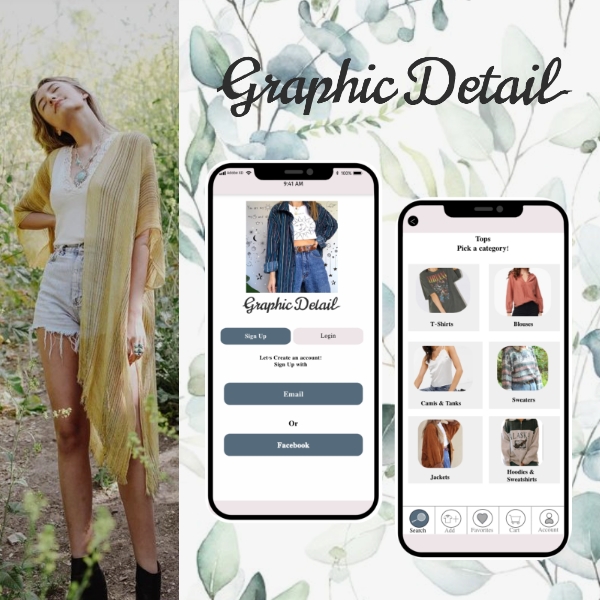 Graphic Detail
9:41 AM
100%
Graphic Detail
Sign Up
Login
Let's Create an account!
Sign Up with
Email
Or
Facebook
Tops
Pick a category!
T-Shirts
Blouses
Camis & Tanks
Sweaters
Jackets
Hoodies &
Sweatshirts
Search
Add
Favorites
Cart
Account